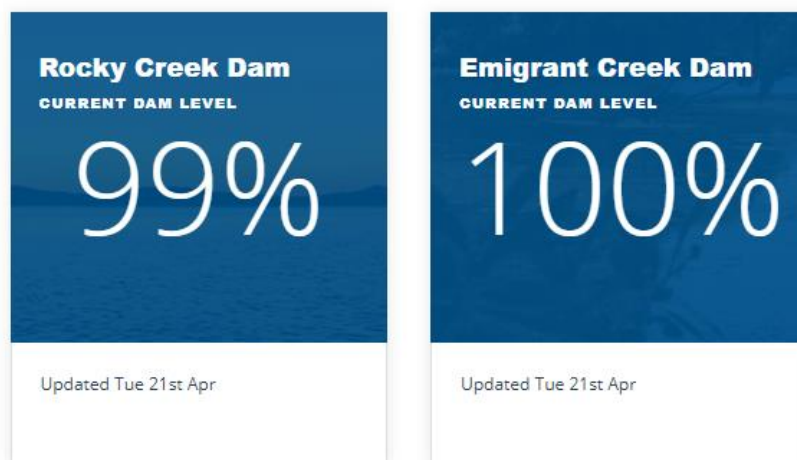 Rocky Creek Dam
CURRENT DAM LEVEL
99%
Updated Tue 21st Apr
Emigrant Creek Dam
CURRENT DAM LEVEL
100%
Updated Tue 21st Apr